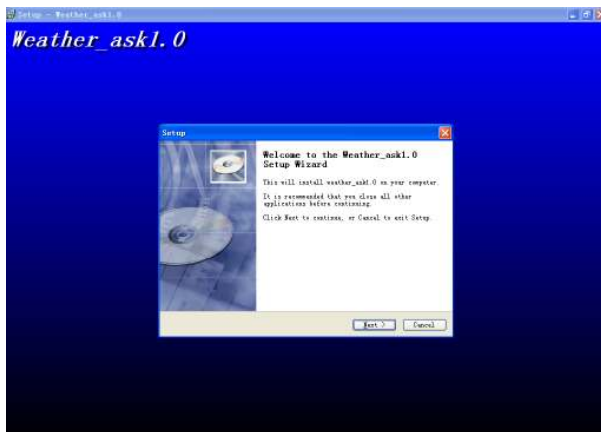 Setup - Weather_ask1.0
Weather_ask1.0
Setup
Welcome to the Weather_ask1.0
Setup Wizard
This will install weather_ask1.0 on your computer.
It is recommended that you close all other
applications before continuing.
Click Next to continue, or Cancel to exit Setup.
Next >
Cancel